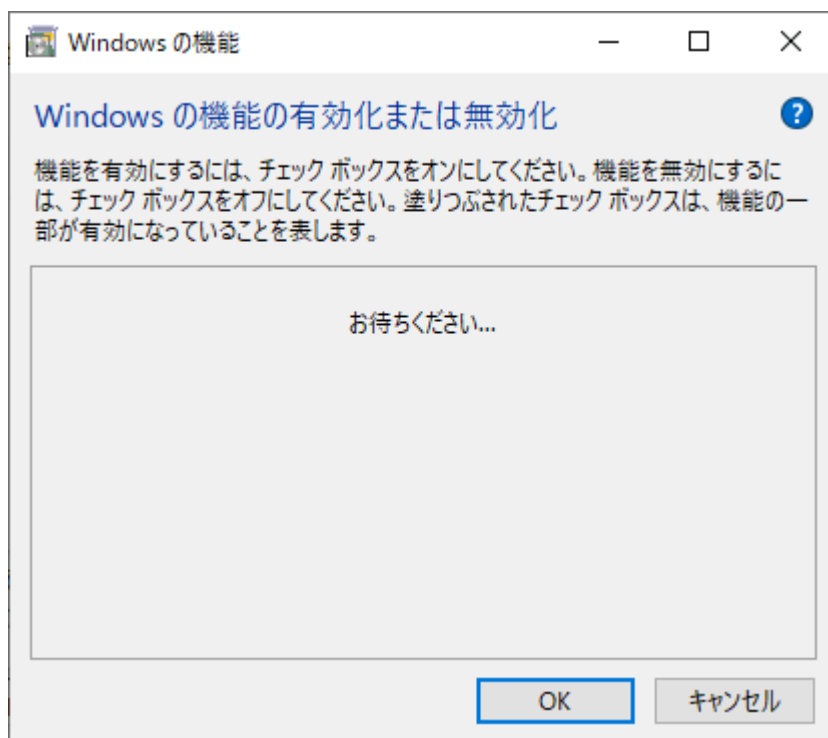 Windows の機能
Windows の機能の有効化または無効化
?
機能を有効にするには、チェック ボックスをオンにしてください。機能を無効にするに
は、チェック ボックスをオフにしてください。塗りつぶされたチェック ボックスは、機能の一
部が有効になっていることを表します。
お待ちください...
OK
キャンセル